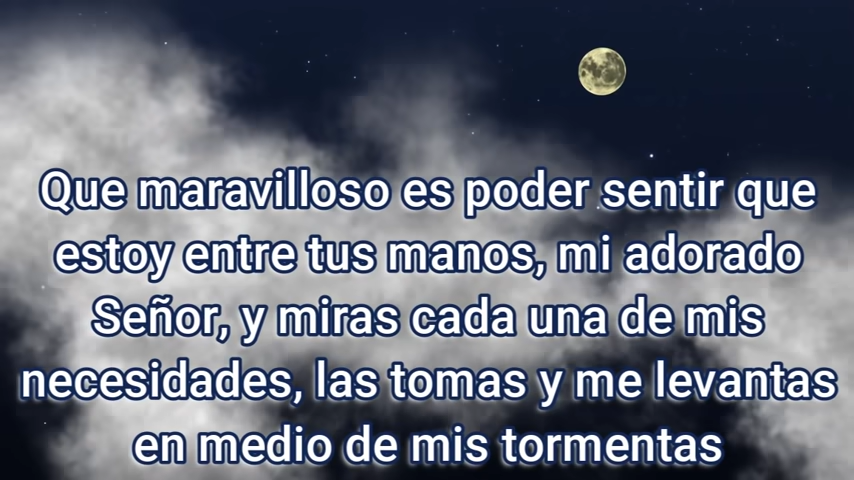 Que maravilloso es poder sentir que
estoy entre tus manos, mi adorado
Señor, y miras cada una de mis
necesidades, las tomas y me levantas
en medio de mis tormentas